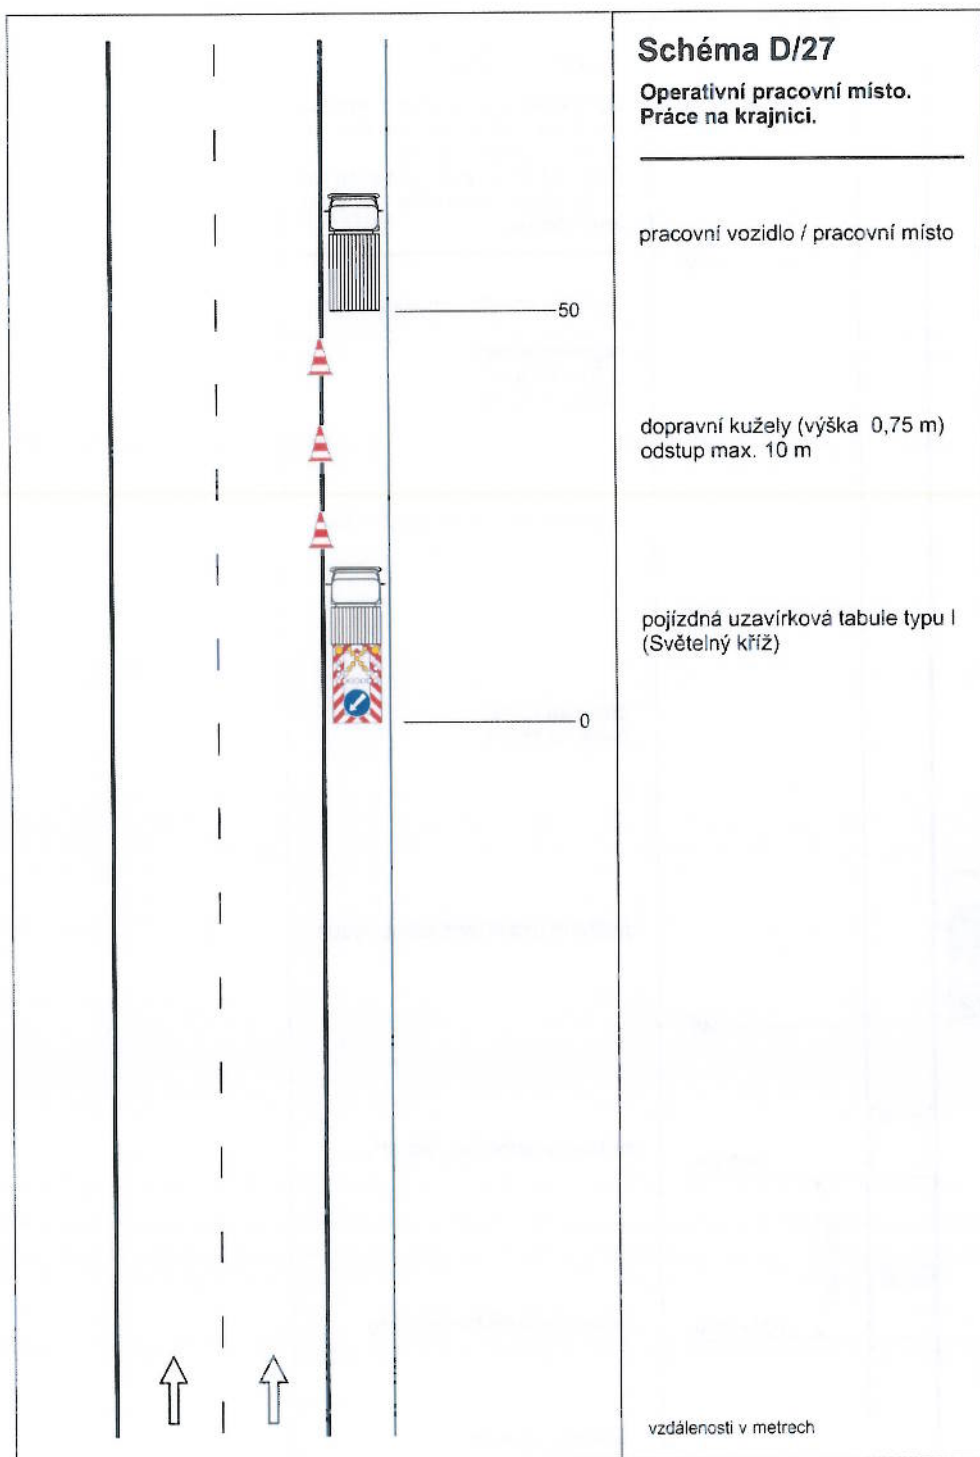 Schéma D/27
Operativní pracovní místo.
Práce na krajnici.
pracovní vozidlo / pracovní místo
50
dopravní kužely (výška 0,75 m)
odstup max. 10 m
pojízdná uzavírková tabule typu I
(Světelný kříž)
0
vzdálenosti v metrech